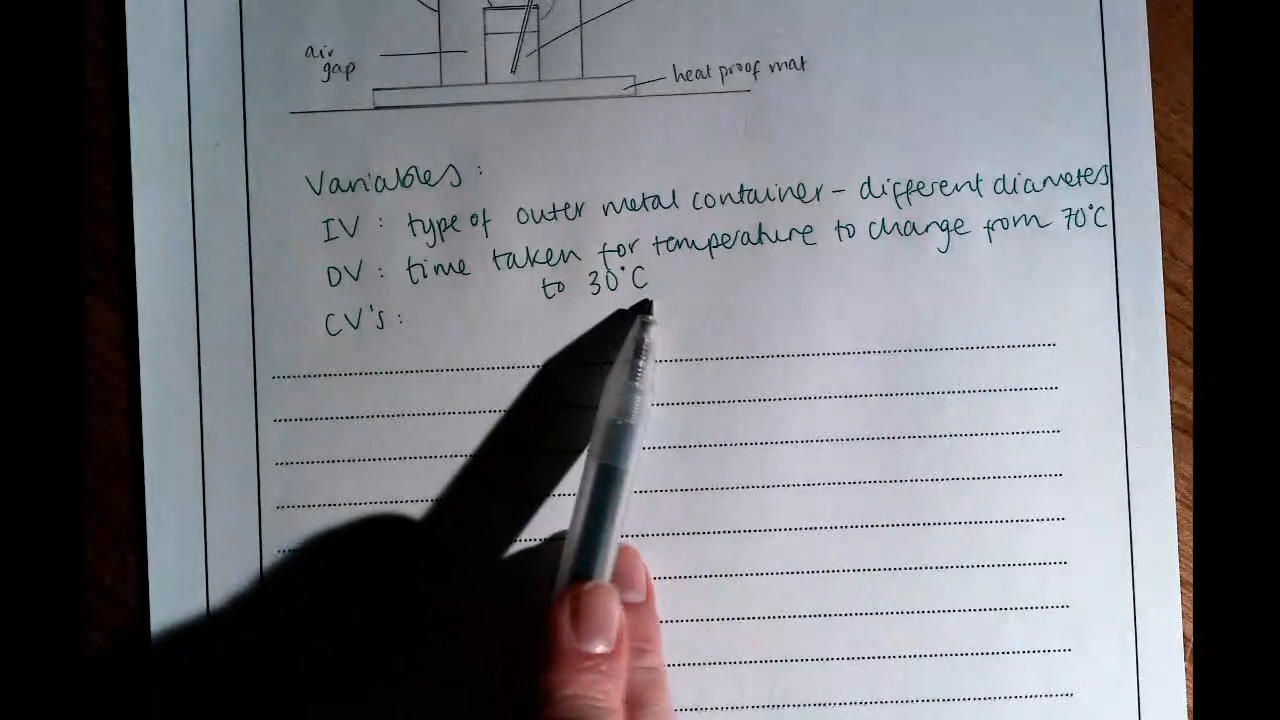 air
gap
heat proof mat
Variables :
IV : type of outer metal container - different diametes
DV : time taken for temperature to change from 70°C
to 30°C
CV's :